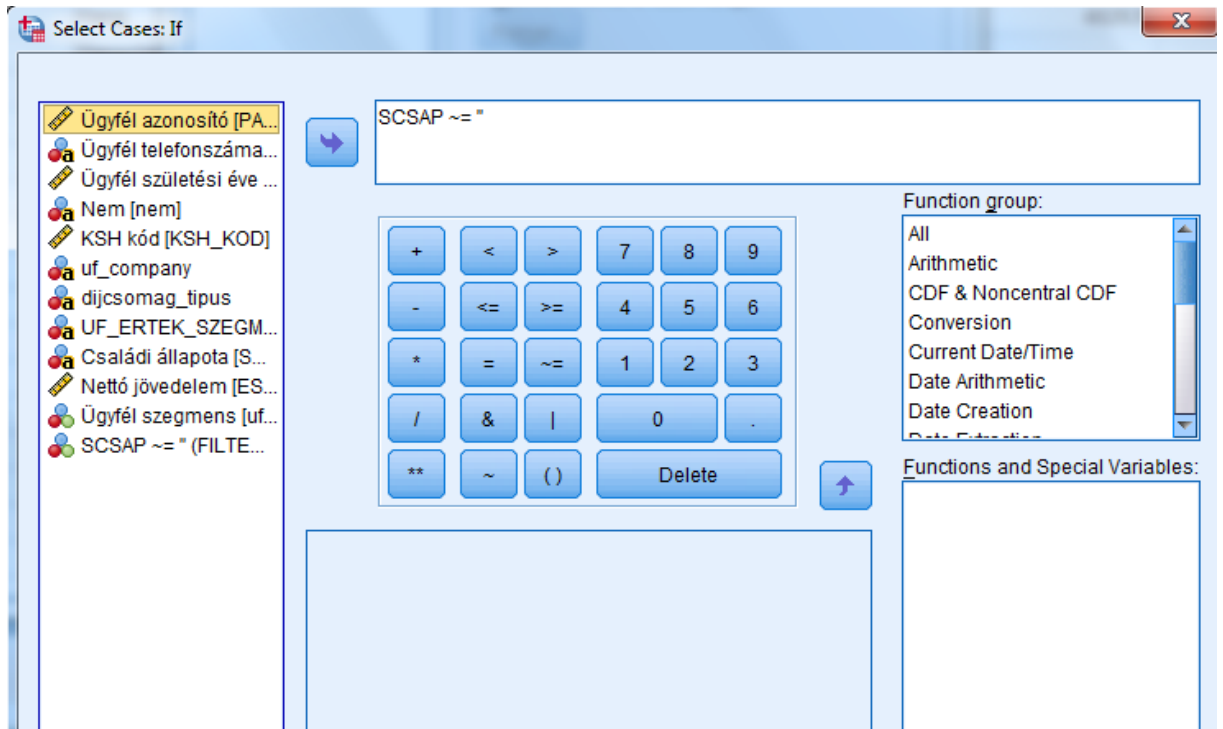 Select Cases: If
x
Ügyfél azonosító [PA...
Ügyfél telefonszáma...
Ügyfél születési éve ...
Nem [nem]
KSH kód [KSH_KOD]
uf_company
dijcsomag_tipus
UF_ERTEK_SZEGM...
Családi állapota [S...
Nettó jövedelem [ES...
Ügyfél szegmens [uf...
SCSAP ~= '' (FILTE...
SCSAP ~= ''
+ < > 7 8 9
- <= >= 4 5 6
* = ~= 1 2 3
/ & | 0 .
** ~ ( ) Delete
Function group:
All
Arithmetic
CDF & Noncentral CDF
Conversion
Current Date/Time
Date Arithmetic
Date Creation
Date Extraction
Functions and Special Variables: